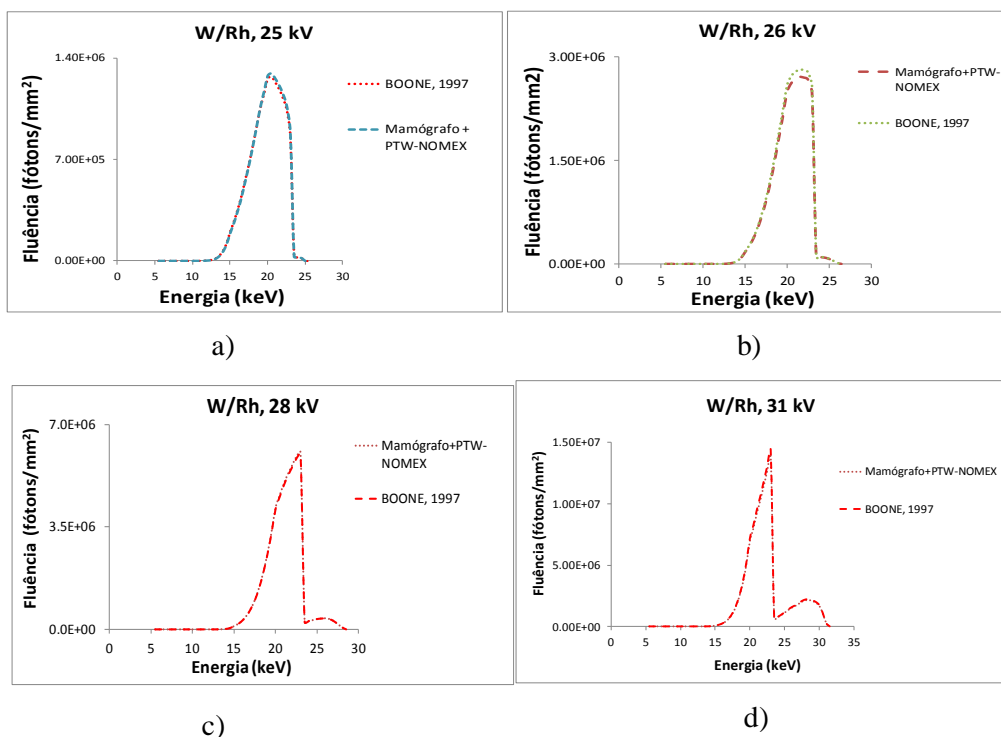 W/Rh, 25 kV
Fluência (fótons/mm²)
1.40E+06
7.00E+05
0.00E+00
0 5 10 15 20 25 30
Energia (keV)
BOONE, 1997
Mamógrafo +
PTW-NOMEX
a)
W/Rh, 26 kV
Fluência (fótons/mm2)
3.00E+06
1.50E+06
0.00E+00
0 5 10 15 20 25 30
Energia (keV)
Mamógrafo+PTW-
NOMEX
BOONE, 1997
b)
W/Rh, 28 kV
Fluência (fótons/mm²)
7.0E+06
3.5E+06
0.0E+00
0 5 10 15 20 25 30
Energia (keV)
Mamógrafo+PTW-
NOMEX
BOONE, 1997
c)
W/Rh, 31 kV
Fluência (fótons/mm²)
1.50E+07
1.00E+07
5.00E+06
0.00E+00
0 5 10 15 20 25 30 35
Energia (keV)
Mamógrafo+PTW-NOMEX
BOONE, 1997
d)